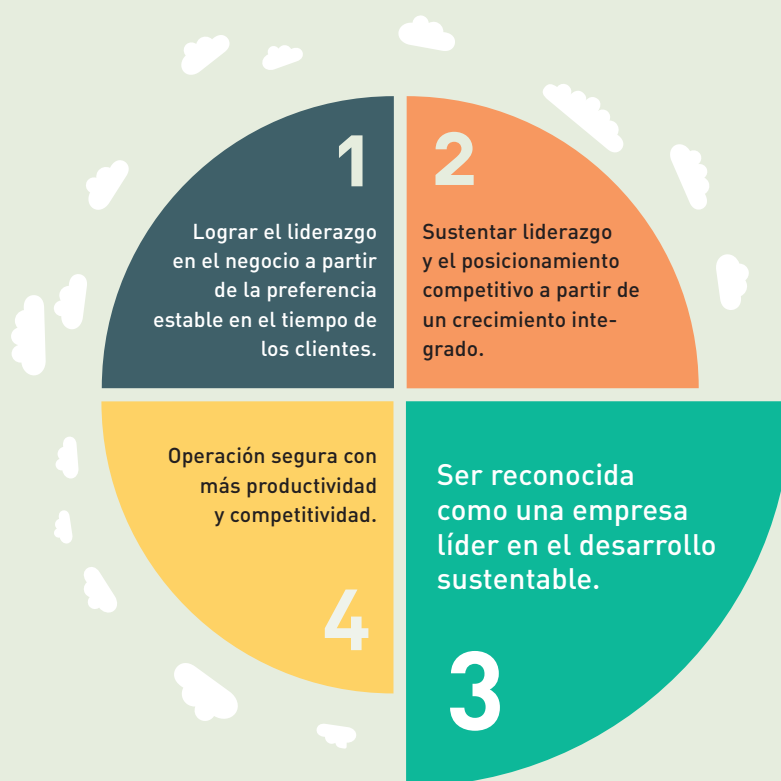 1
Lograr el liderazgo
en el negocio a partir
de la preferencia
estable en el tiempo de
los clientes.
2
Sustentar liderazgo
y el posicionamiento
competitivo a partir de
un crecimiento inte-
grado.
Ser reconocida
como una empresa
líder en el desarrollo
sustentable.
3
Operación segura con
más productividad
y competitividad.
4